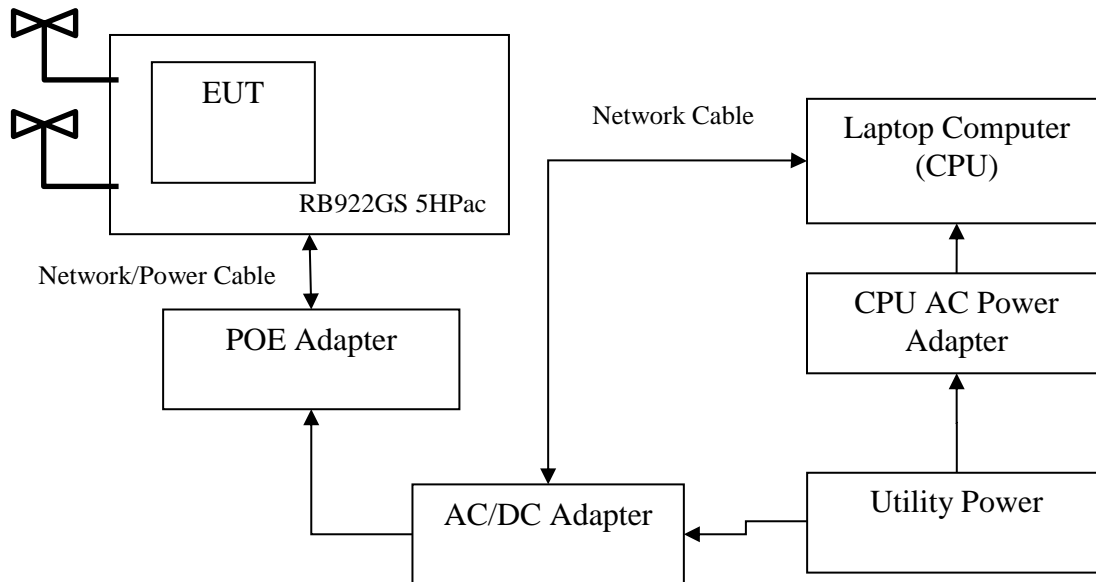 EUT
RB922GS 5HPac
Network Cable
Laptop Computer
(CPU)
Network/Power Cable
POE Adapter
CPU AC Power
Adapter
AC/DC Adapter
Utility Power